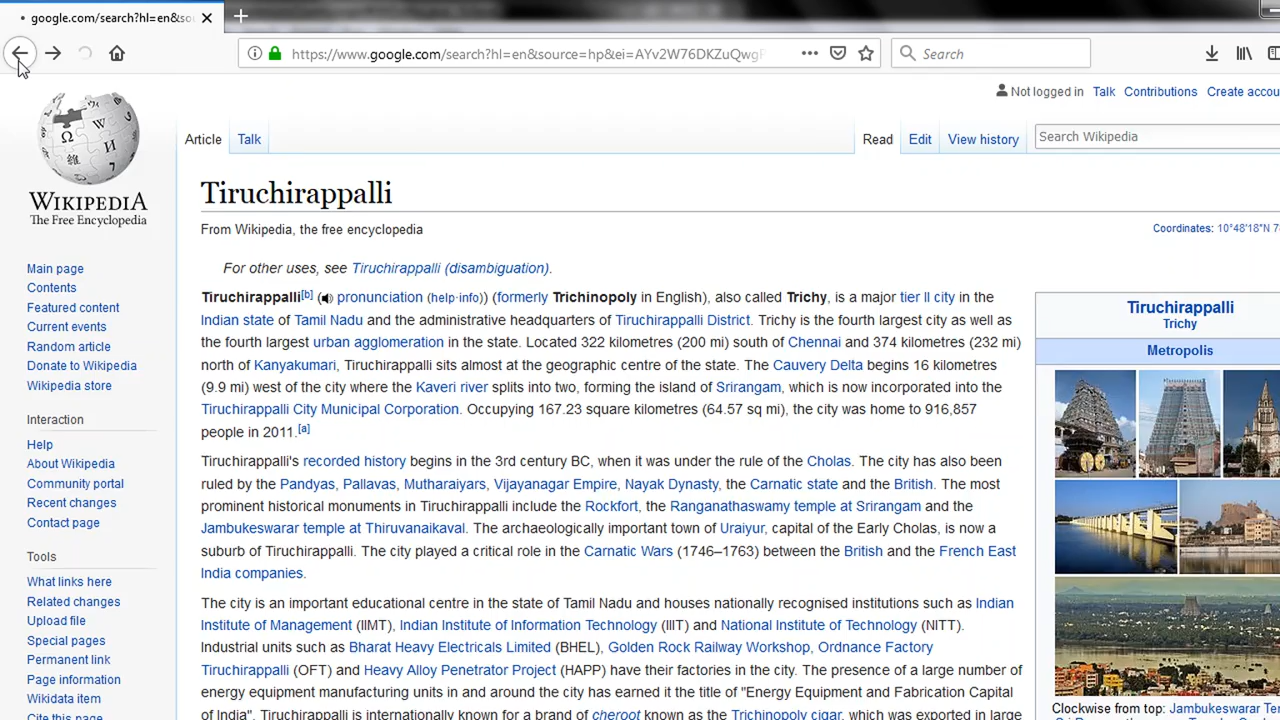 google.com/search?hl=en&sou
https://www.google.com/search?hl=en&source=hp&ei=AYv2W76DKZuQwgF
Search
Not logged in Talk Contributions Create accou
Article Talk Read Edit View history Search Wikipedia
WIKIPEDIA
The Free Encyclopedia
Tiruchirappalli
From Wikipedia, the free encyclopedia
Coordinates: 10°48′18″N 7
For other uses, see Tiruchirappalli (disambiguation).
Tiruchirappalli[b] ( pronunciation (help·info)) (formerly Trichinopoly in English), also called Trichy, is a major tier II city in the
Indian state of Tamil Nadu and the administrative headquarters of Tiruchirappalli District. Trichy is the fourth largest city as well as
the fourth largest urban agglomeration in the state. Located 322 kilometres (200 mi) south of Chennai and 374 kilometres (232 mi)
north of Kanyakumari, Tiruchirappalli sits almost at the geographic centre of the state. The Cauvery Delta begins 16 kilometres
(9.9 mi) west of the city where the Kaveri river splits into two, forming the island of Srirangam, which is now incorporated into the
Tiruchirappalli City Municipal Corporation. Occupying 167.23 square kilometres (64.57 sq mi), the city was home to 916,857
people in 2011.[a]
Tiruchirappalli's recorded history begins in the 3rd century BC, when it was under the rule of the Cholas. The city has also been
ruled by the Pandyas, Pallavas, Mutharaiyars, Vijayanagar Empire, Nayak Dynasty, the Carnatic state and the British. The most
prominent historical monuments in Tiruchirappalli include the Rockfort, the Ranganathaswamy temple at Srirangam and the
Jambukeswarar temple at Thiruvanaikaval. The archaeologically important town of Uraiyur, capital of the Early Cholas, is now a
suburb of Tiruchirappalli. The city played a critical role in the Carnatic Wars (1746–1763) between the British and the French East
India companies.
The city is an important educational centre in the state of Tamil Nadu and houses nationally recognised institutions such as Indian
Institute of Management (IIMT), Indian Institute of Information Technology (IIIT) and National Institute of Technology (NITT).
Industrial units such as Bharat Heavy Electricals Limited (BHEL), Golden Rock Railway Workshop, Ordnance Factory
Tiruchirappalli (OFT) and Heavy Alloy Penetrator Project (HAPP) have their factories in the city. The presence of a large number of
energy equipment manufacturing units in and around the city has earned it the title of "Energy Equipment and Fabrication Capital
of India". Tiruchirappalli is internationally known for a brand of cheroot known as the Trichinopoly cigar, which was exported in large
Main page
Contents
Featured content
Current events
Random article
Donate to Wikipedia
Wikipedia store
Interaction
Help
About Wikipedia
Community portal
Recent changes
Contact page
Tools
What links here
Related changes
Upload file
Special pages
Permanent link
Page information
Wikidata item
Cite this page
Tiruchirappalli
Trichy
Metropolis
Clockwise from top: Jambukeswarar Te